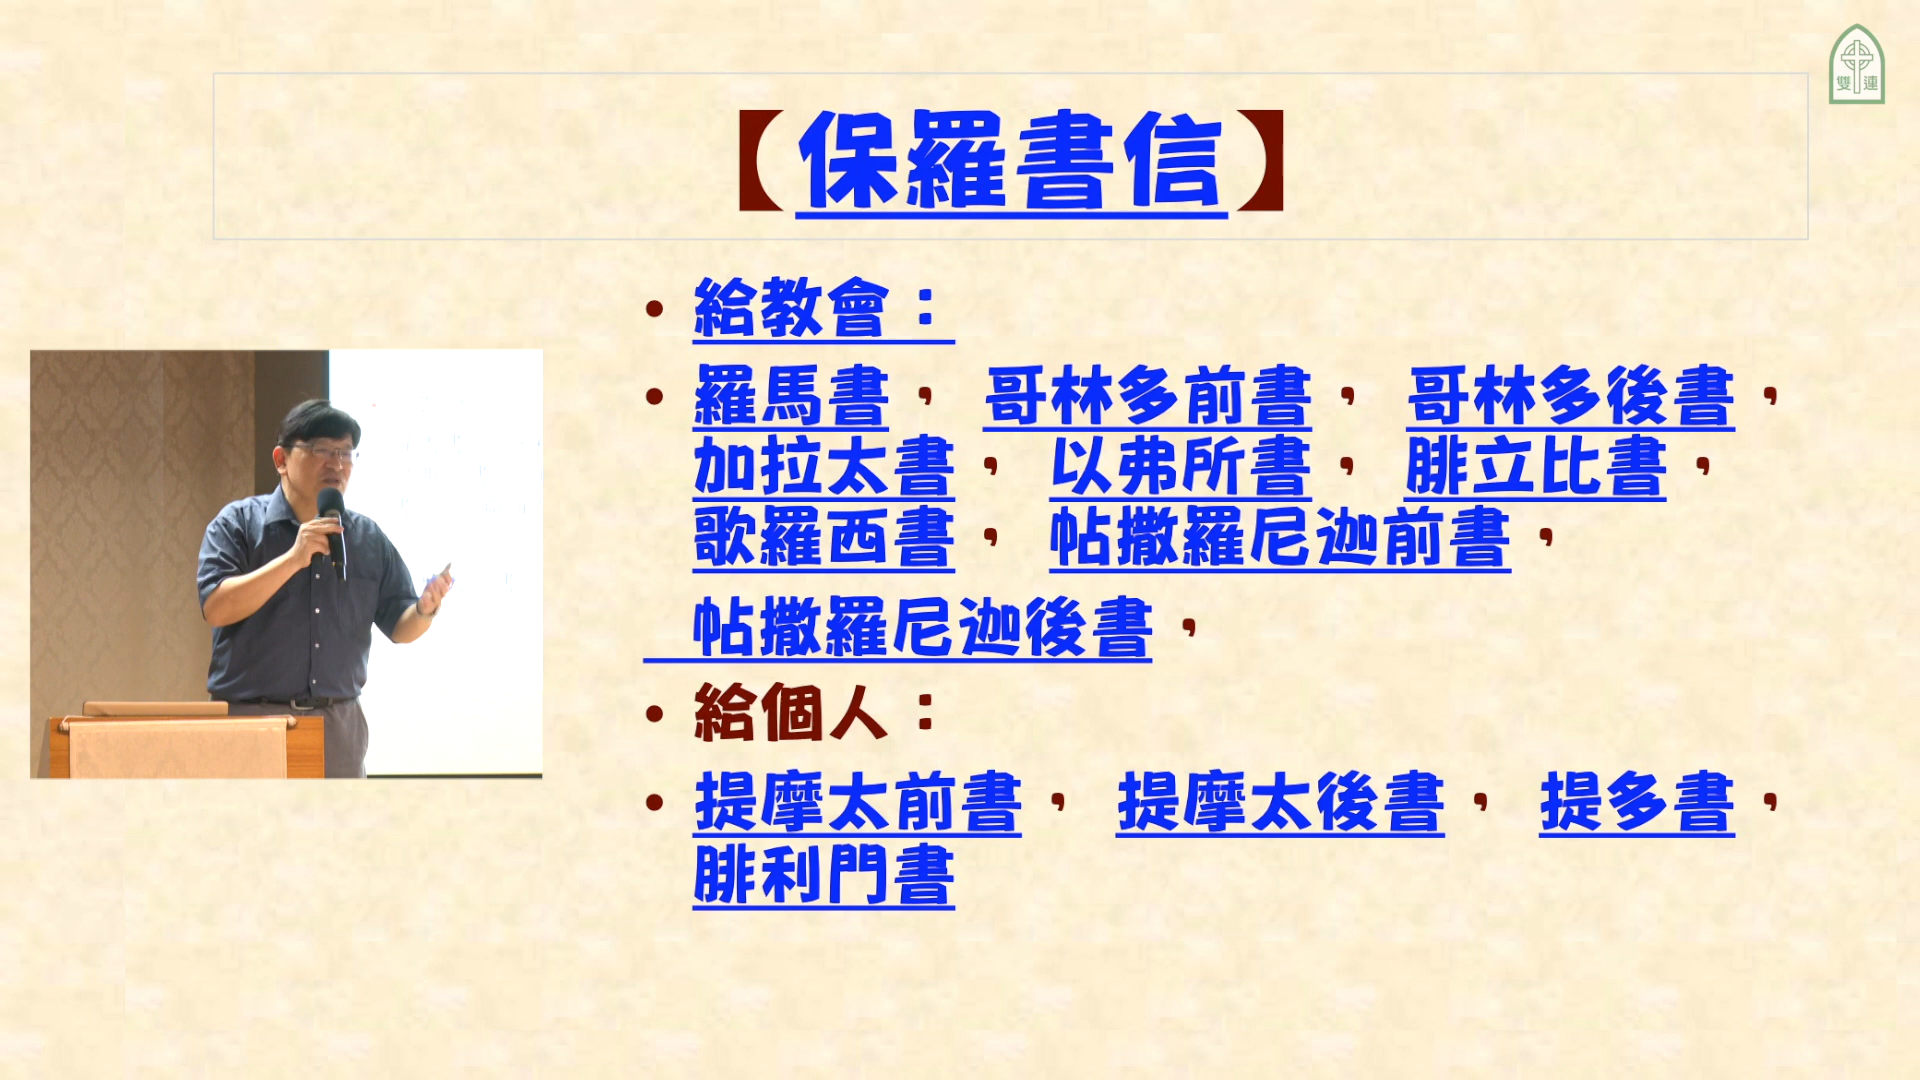 雙連
【保羅書信】
• 給教會：
• 羅馬書， 哥林多前書， 哥林多後書，
加拉太書， 以弗所書， 腓立比書，
歌羅西書， 帖撒羅尼迦前書，
帖撒羅尼迦後書，
• 給個人：
• 提摩太前書， 提摩太後書， 提多書，
腓利門書